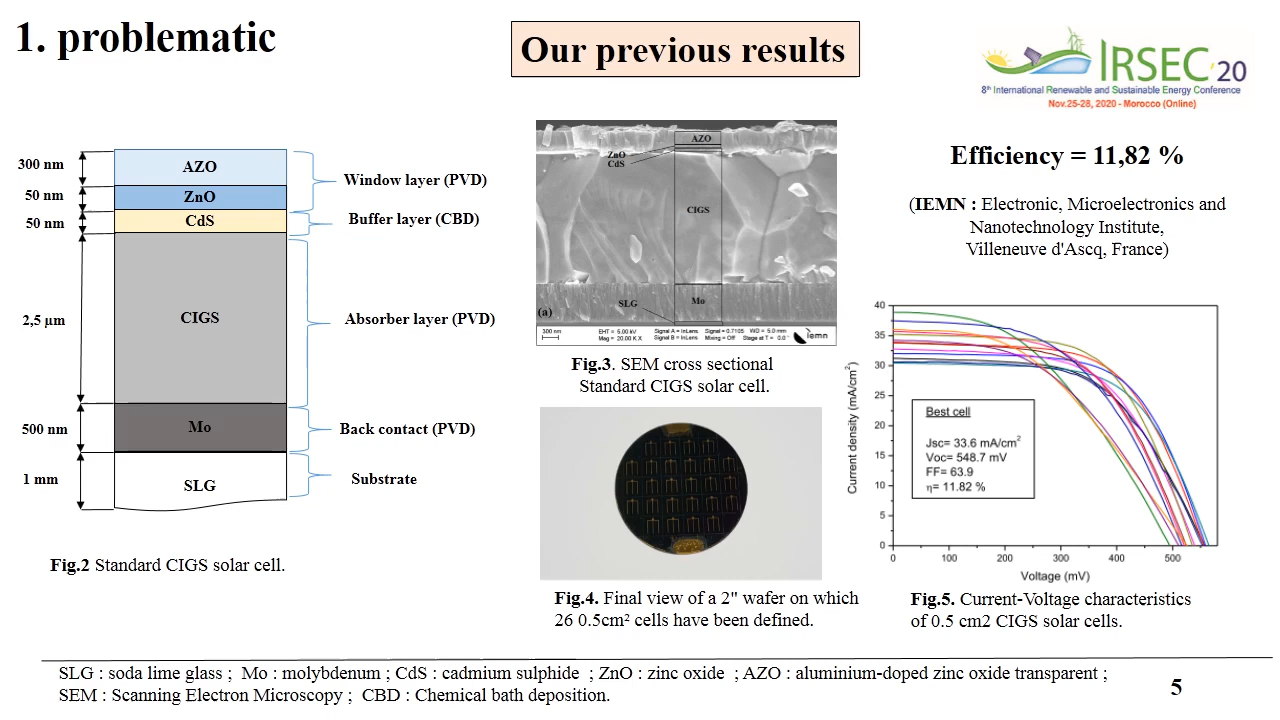 1. problematic
Our previous results
IRSEC'20
8th International Renewable and Sustainable Energy Conference
Nov.25-28, 2020 - Morocco (Online)
300 nm
AZO
50 nm
ZnO
Window layer (PVD)
50 nm
CdS
Buffer layer (CBD)
2,5 µm
CIGS
Absorber layer (PVD)
500 nm
Mo
Back contact (PVD)
1 mm
SLG
Substrate
Fig.2 Standard CIGS solar cell.
AZO
ZnO
CdS
CIGS
SLG
Mo
(a)
300 nm
EHT = 5.00 kV
Signal A = InLens
Signal = 0.7105
WD = 5.0 mm
Mag = 20.00 K X
Signal B = InLens
Mixing = Off
Stage at T = 0.0 °
iemn
Fig.3. SEM cross sectional
Standard CIGS solar cell.
Fig.4. Final view of a 2" wafer on which
26 0.5cm² cells have been defined.
Efficiency = 11,82 %
(IEMN : Electronic, Microelectronics and
Nanotechnology Institute,
Villeneuve d'Ascq, France)
Current density (mA/cm²)
40
35
30
25
20
15
10
5
0
Best cell
Jsc= 33.6 mA/cm²
Voc= 548.7 mV
FF= 63.9
η= 11.82 %
0 100 200 300 400 500
Voltage (mV)
Fig.5. Current-Voltage characteristics
of 0.5 cm2 CIGS solar cells.
SLG : soda lime glass ; Mo : molybdenum ; CdS : cadmium sulphide ; ZnO : zinc oxide ; AZO : aluminium-doped zinc oxide transparent ;
SEM : Scanning Electron Microscopy ; CBD : Chemical bath deposition.
5